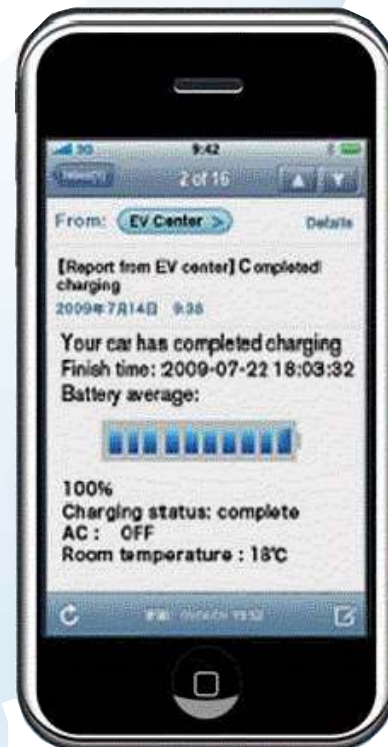 3G 9:42
2 of 16
From: EV Center > Details
【Report from EV center】Completed
charging
2009年7月14日 9:38
Your car has completed charging
Finish time: 2009-07-22 18:03:32
Battery average:
100%
Charging status: complete
AC : OFF
Room temperature : 18℃